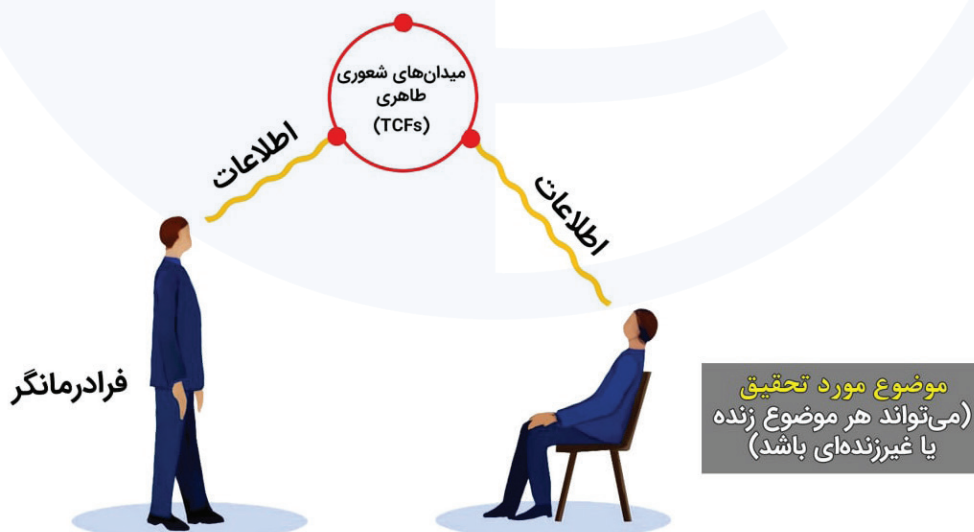 میدان‌های شعوری
طاهری
(TCFs)
اطلاعات
اطلاعات
فرادرمانگر
موضوع مورد تحقیق
(می‌تواند هر موضوع زنده
یا غیرزنده‌ای باشد)